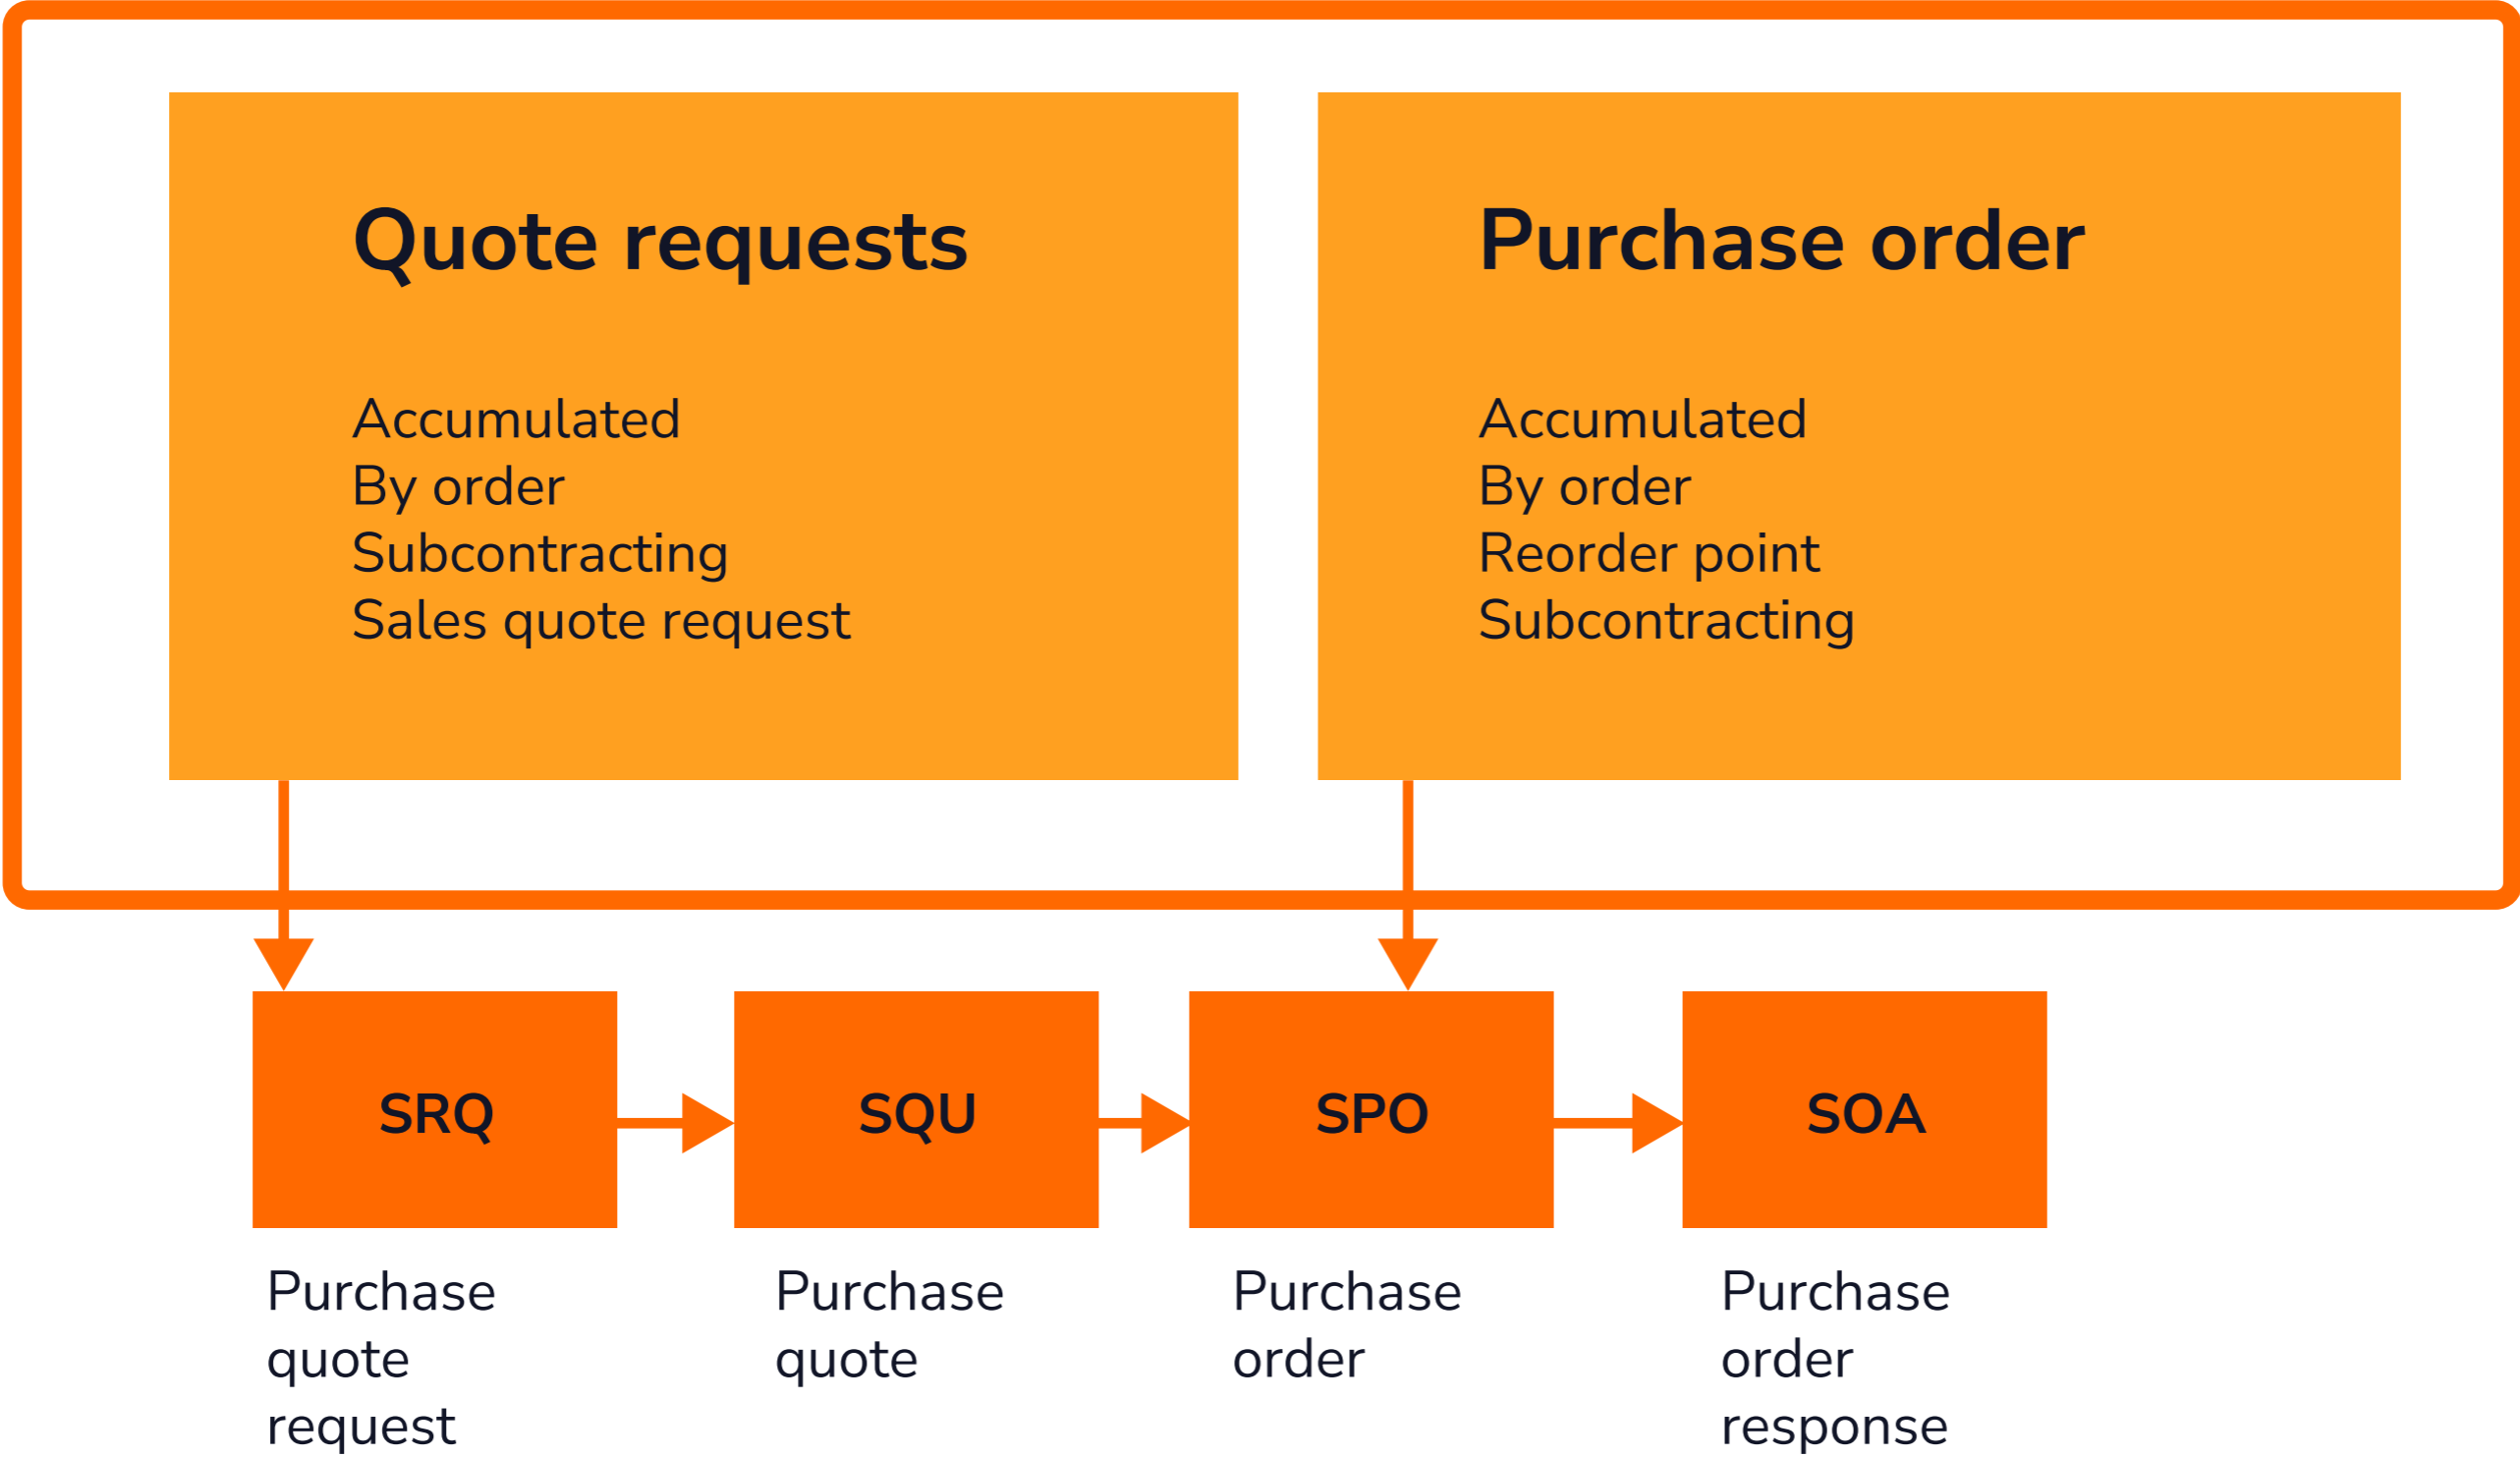 Quote requests
Accumulated
By order
Subcontracting
Sales quote request
Purchase order
Accumulated
By order
Reorder point
Subcontracting
SRQ
SQU
SPO
SOA
Purchase
quote
request
Purchase
quote
Purchase
order
Purchase
order
response